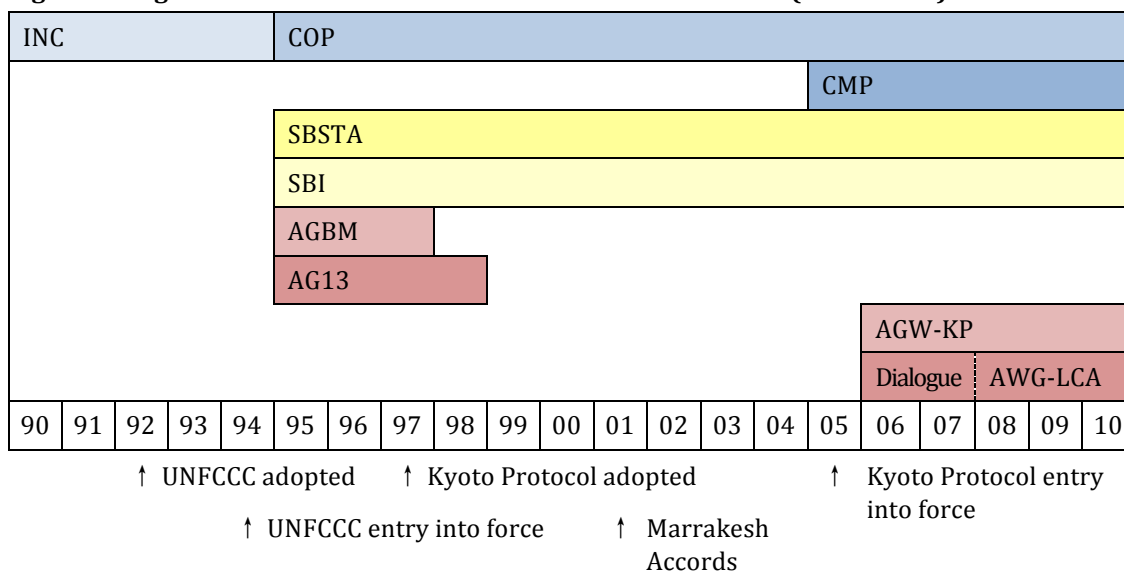 INC COP
CMP
SBSTA
SBI
AGBM
AG13
AGW-KP
Dialogue AWG-LCA
90 91 92 93 94 95 96 97 98 99 00 01 02 03 04 05 06 07 08 09 10
↑ UNFCCC adopted ↑ Kyoto Protocol adopted ↑ Kyoto Protocol entry
into force
↑ UNFCCC entry into force ↑ Marrakesh
Accords